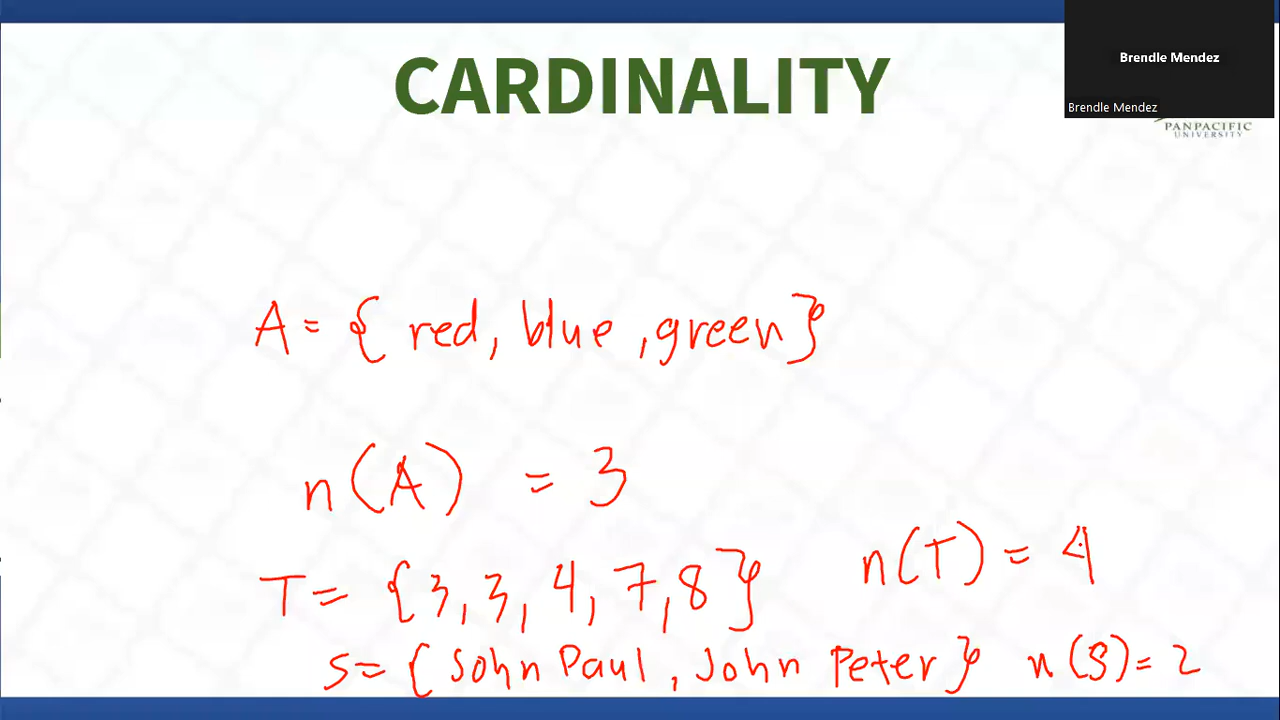 CARDINALITY
Brendle Mendez
Brendle Mendez
PANPACIFIC
UNIVERSITY
A = { red, blue, green}
n(A) = 3
T = {3,3,4,7,8} n(T) = 4
S = {John Paul, John Peter} n(S) = 2